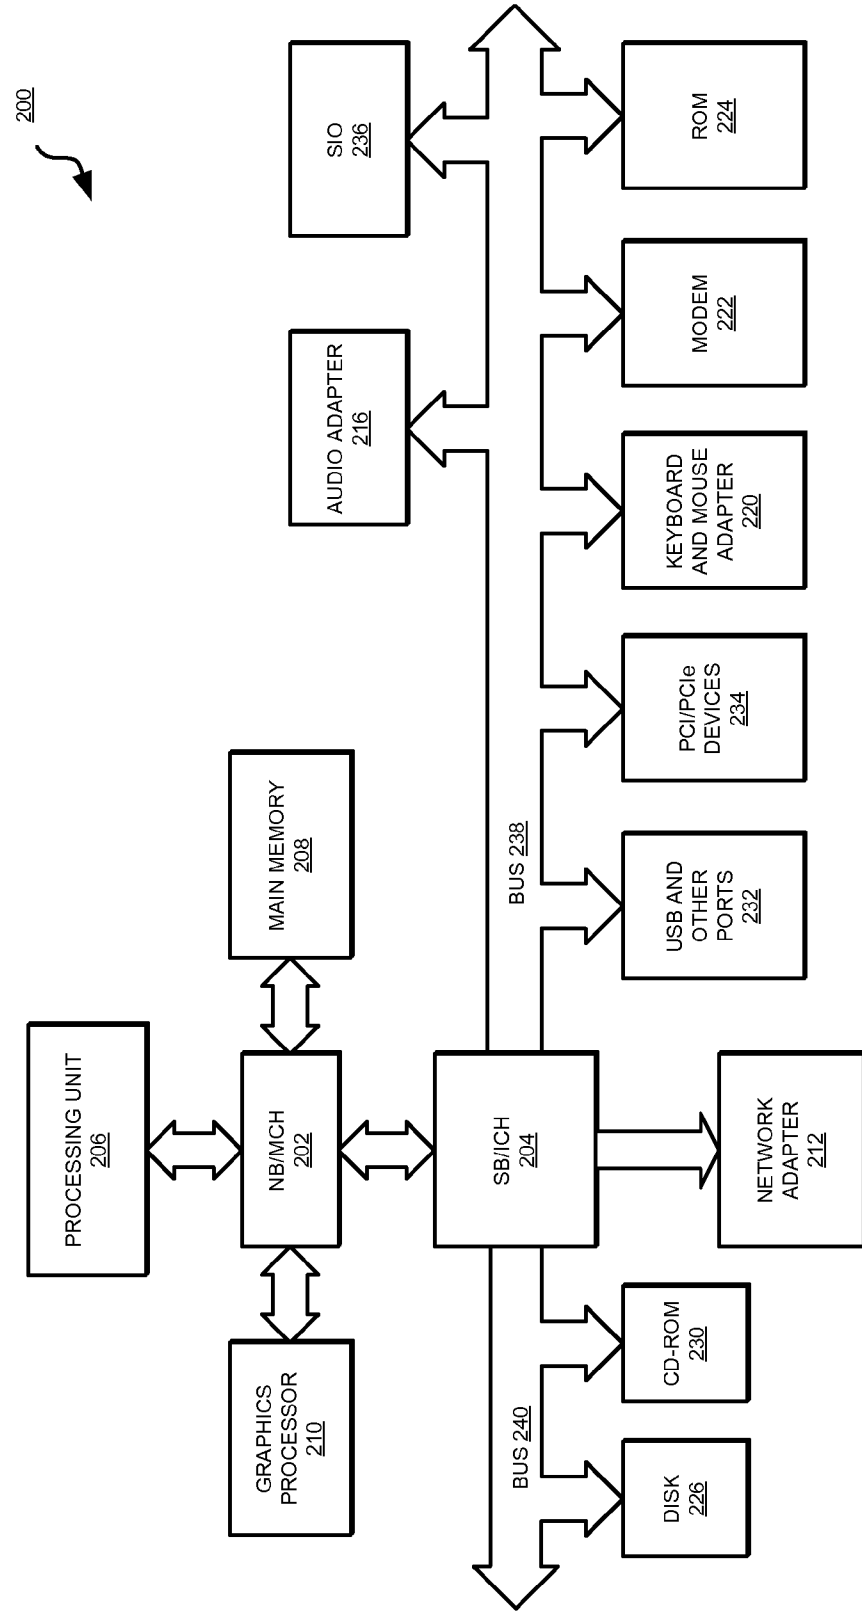 200
PROCESSING UNIT
206
GRAPHICS
PROCESSOR
210
NB/MCH
202
MAIN MEMORY
208
AUDIO ADAPTER
216
SIO
236
SB/ICH
204
BUS 240
BUS 238
DISK
226
CD-ROM
230
NETWORK
ADAPTER
212
USB AND
OTHER
PORTS
232
PCI/PCIe
DEVICES
234
KEYBOARD
AND MOUSE
ADAPTER
220
MODEM
222
ROM
224